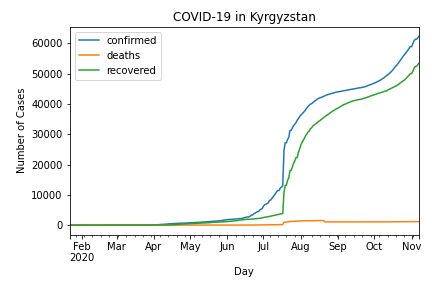 COVID-19 in Kyrgyzstan
confirmed
deaths
recovered
Number of Cases
60000
50000
40000
30000
20000
10000
0
Feb Mar Apr May Jun Jul Aug Sep Oct Nov
2020
Day